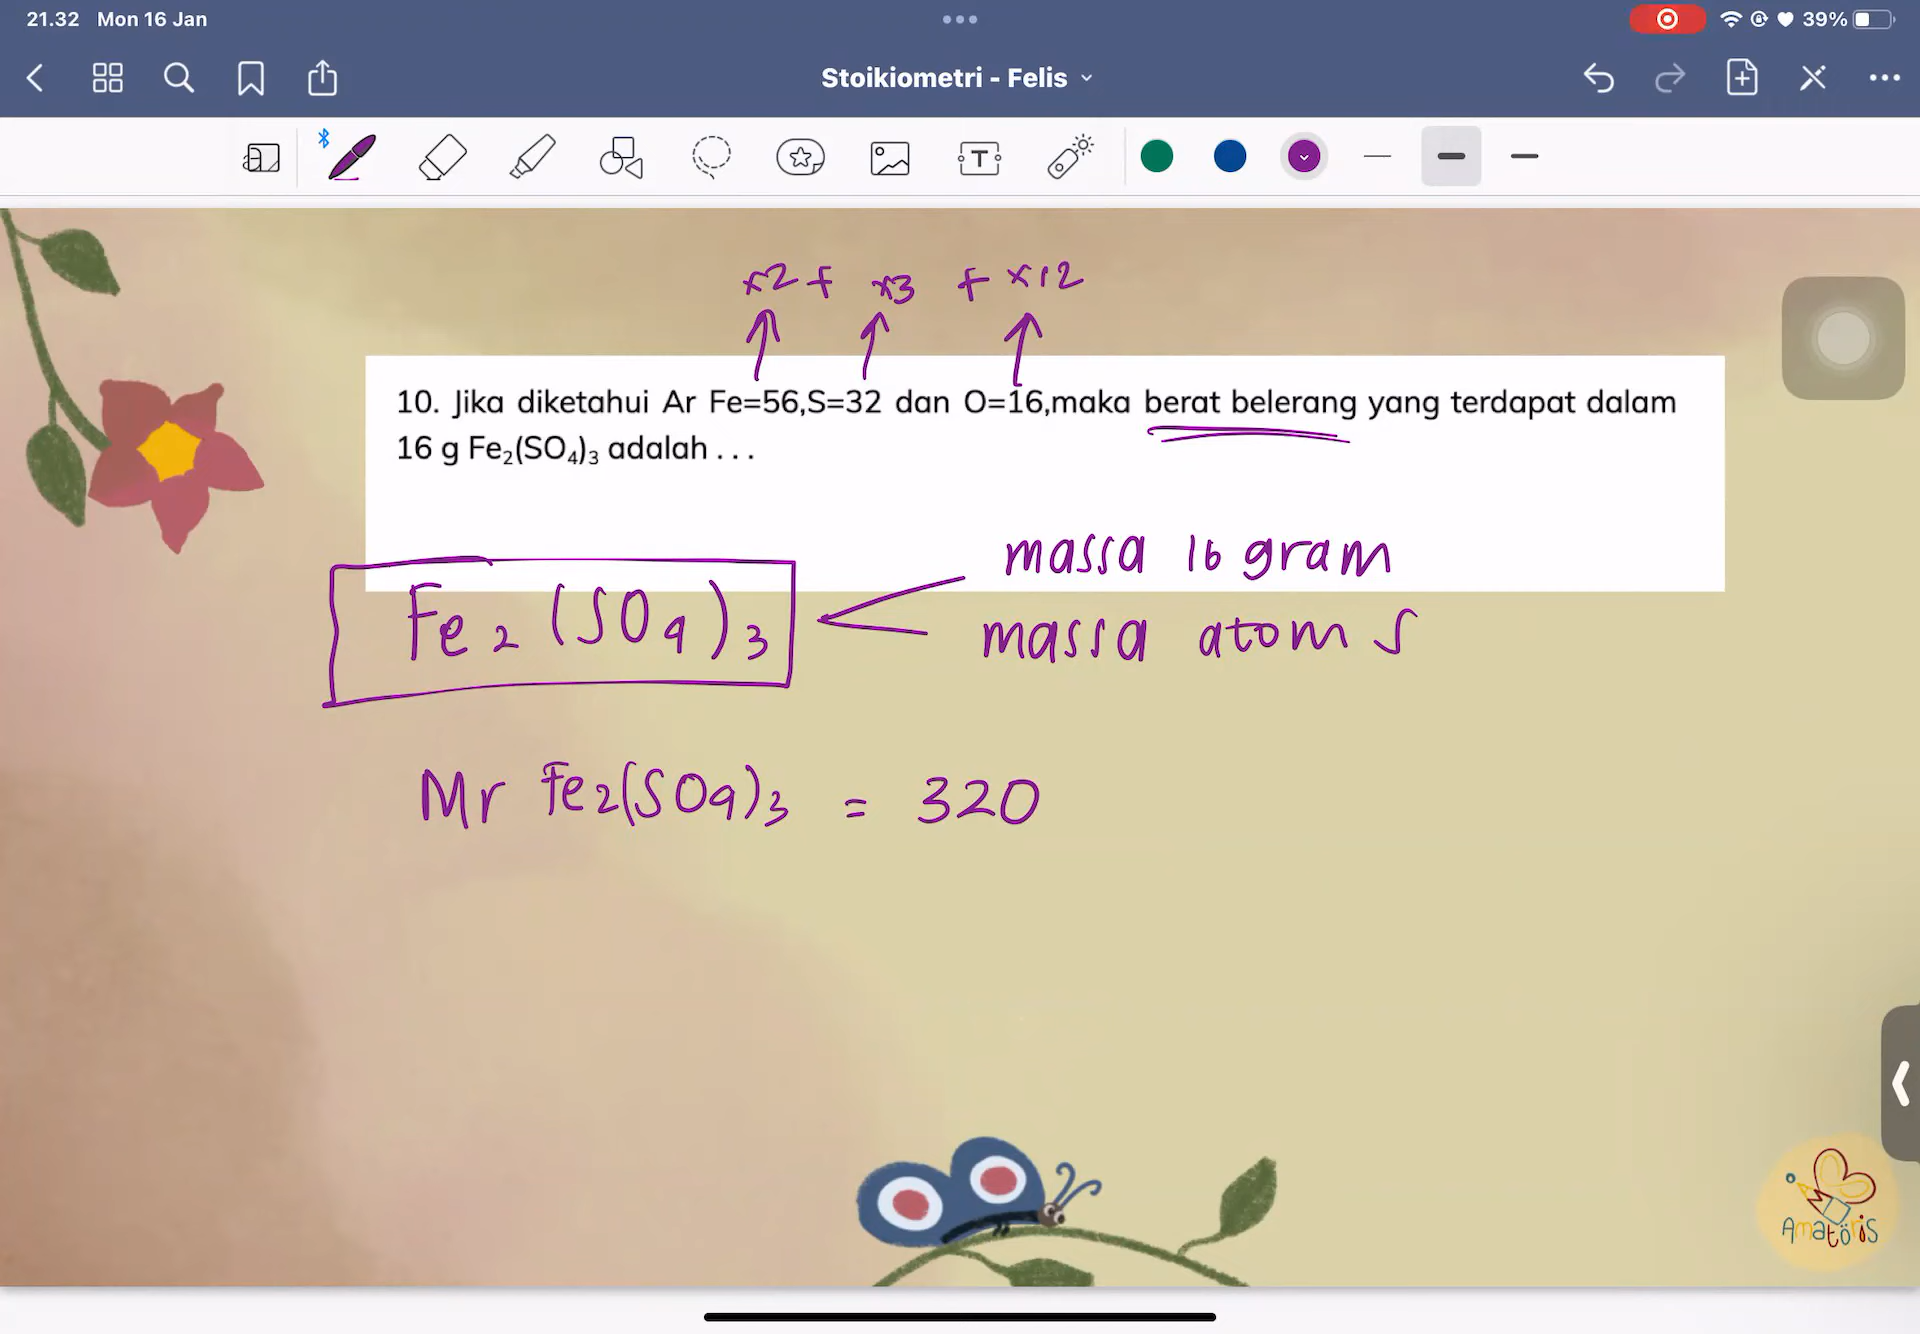 21.32 Mon 16 Jan
39%
Stoikiometri - Felis
x2 + x3 + x12
10. Jika diketahui Ar Fe=56,S=32 dan O=16,maka berat belerang yang terdapat dalam
16 g Fe₂(SO₄)₃ adalah . . .
massa 16 gram
Fe₂(SO₄)₃
massa atom S
Mr Fe₂(SO₄)₃ = 320
Amatöris